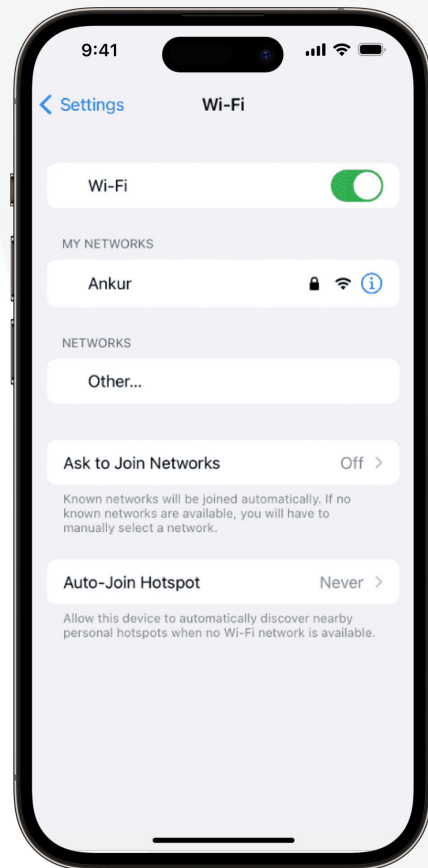 9:41
Settings
Wi-Fi
Wi-Fi
MY NETWORKS
Ankur
NETWORKS
Other...
Ask to Join Networks Off
Known networks will be joined automatically. If no
known networks are available, you will have to
manually select a network.
Auto-Join Hotspot Never
Allow this device to automatically discover nearby
personal hotspots when no Wi-Fi network is available.